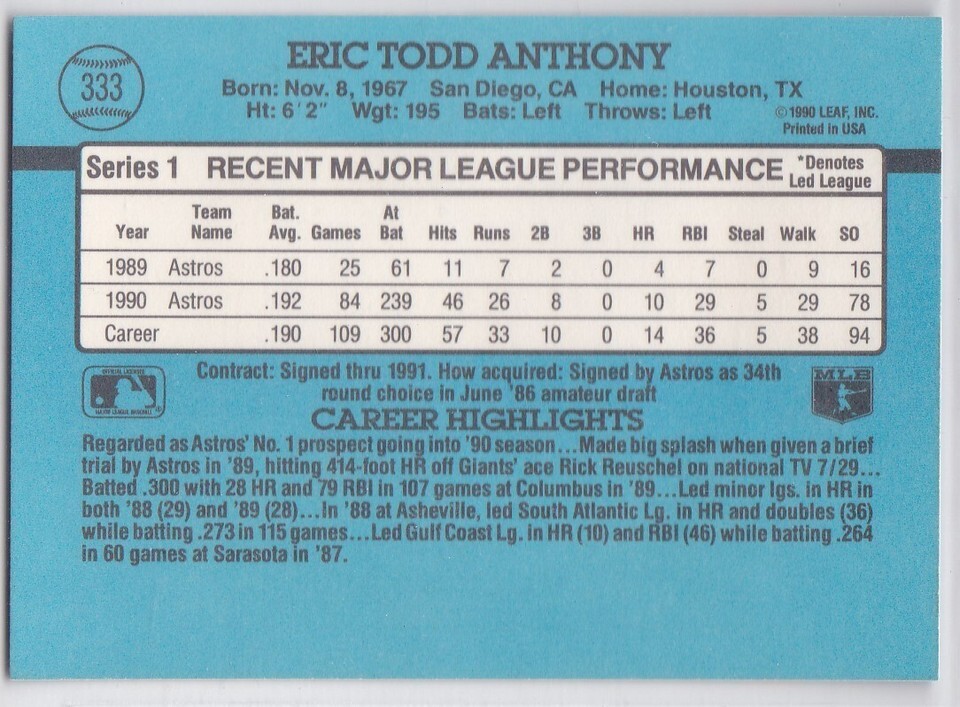 333
ERIC TODD ANTHONY
Born: Nov. 8, 1967 San Diego, CA Home: Houston, TX
Ht: 6'2" Wgt: 195 Bats: Left Throws: Left
©1990 LEAF, INC.
Printed in USA
Series 1 RECENT MAJOR LEAGUE PERFORMANCE *Denotes Led League
Year Team Name Bat. Avg. Games At Bat Hits Runs 2B 3B HR RBI Steal Walk SO
1989 Astros .180 25 61 11 7 2 0 4 7 0 9 16
1990 Astros .192 84 239 46 26 8 0 10 29 5 29 78
Career .190 109 300 57 33 10 0 14 36 5 38 94
OFFICIAL LICENSEE
MAJOR LEAGUE BASEBALL
Contract: Signed thru 1991. How acquired: Signed by Astros as 34th
round choice in June '86 amateur draft
MLB
CAREER HIGHLIGHTS
Regarded as Astros' No. 1 prospect going into '90 season...Made big splash when given a brief
trial by Astros in '89, hitting 414-foot HR off Giants' ace Rick Reuschel on national TV 7/29...
Batted .300 with 28 HR and 79 RBI in 107 games at Columbus in '89...Led minor lgs. in HR in
both '88 (29) and '89 (28)...In '88 at Asheville, led South Atlantic Lg. in HR and doubles (36)
while batting .273 in 115 games...Led Gulf Coast Lg. in HR (10) and RBI (46) while batting .264
in 60 games at Sarasota in '87.